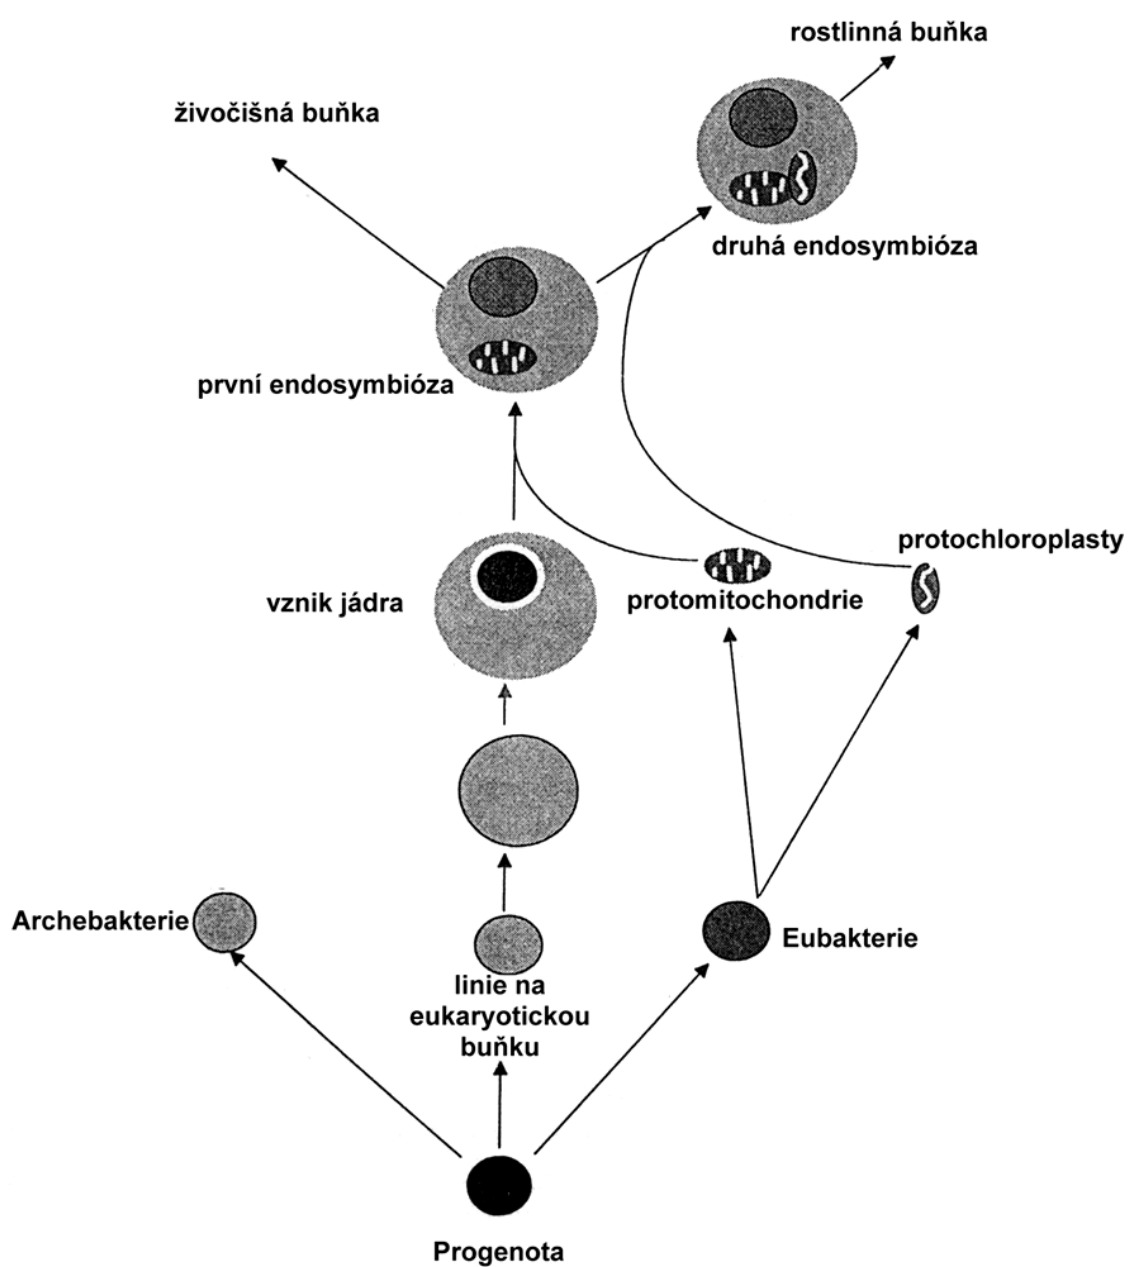 rostlinná buňka
živočišná buňka
druhá endosymbióza
první endosymbióza
protochloroplasty
vznik jádra
protomitochondrie
Archebakterie
Eubakterie
linie na
eukaryotickou
buňku
Progenota